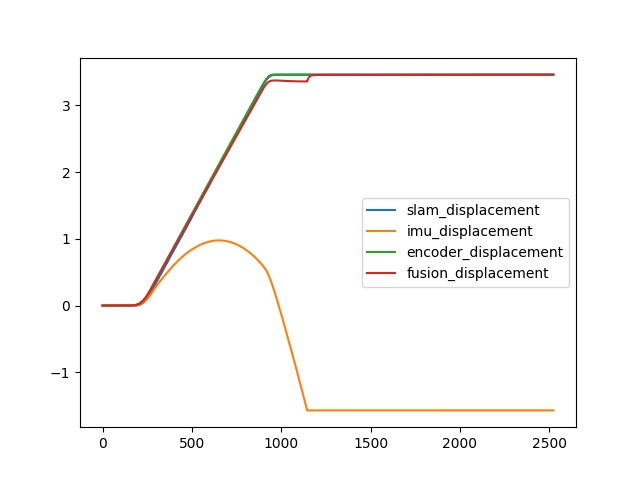 3
2
1
0
−1
slam_displacement
imu_displacement
encoder_displacement
fusion_displacement
0 500 1000 1500 2000 2500